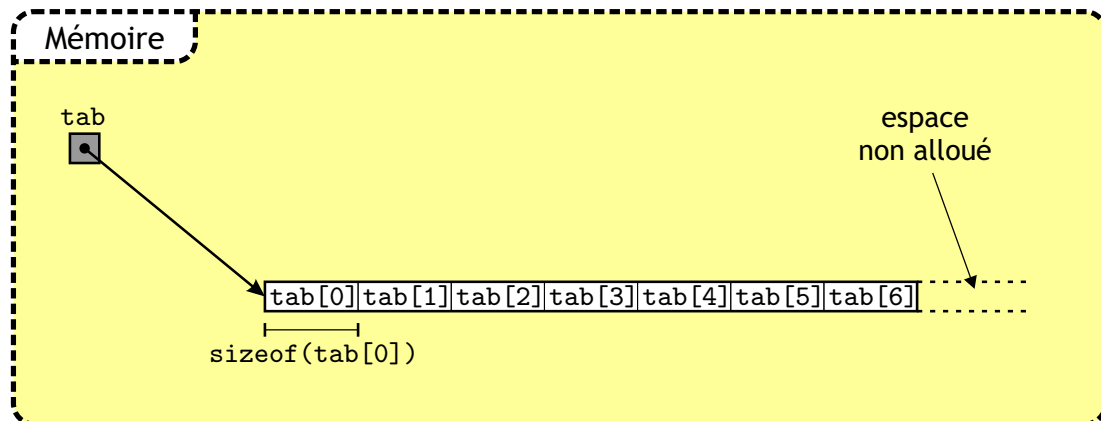 Mémoire
tab
espace
non alloué
tab[0] tab[1] tab[2] tab[3] tab[4] tab[5] tab[6]
sizeof(tab[0])